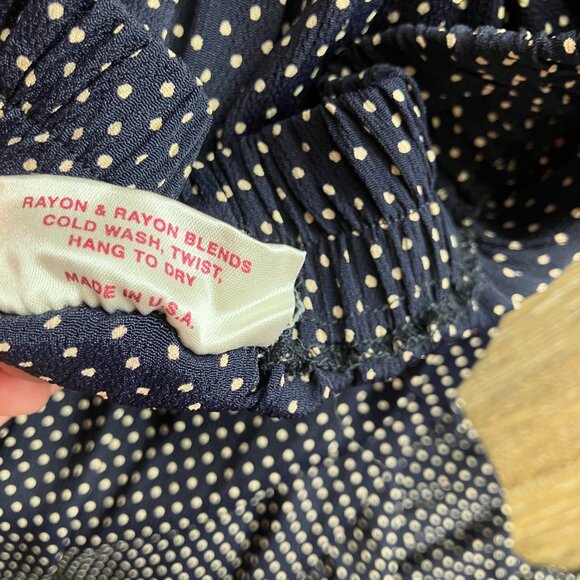 RAYON & RAYON BLENDS
COLD WASH, TWIST,
HANG TO DRY
MADE IN U.S.A.